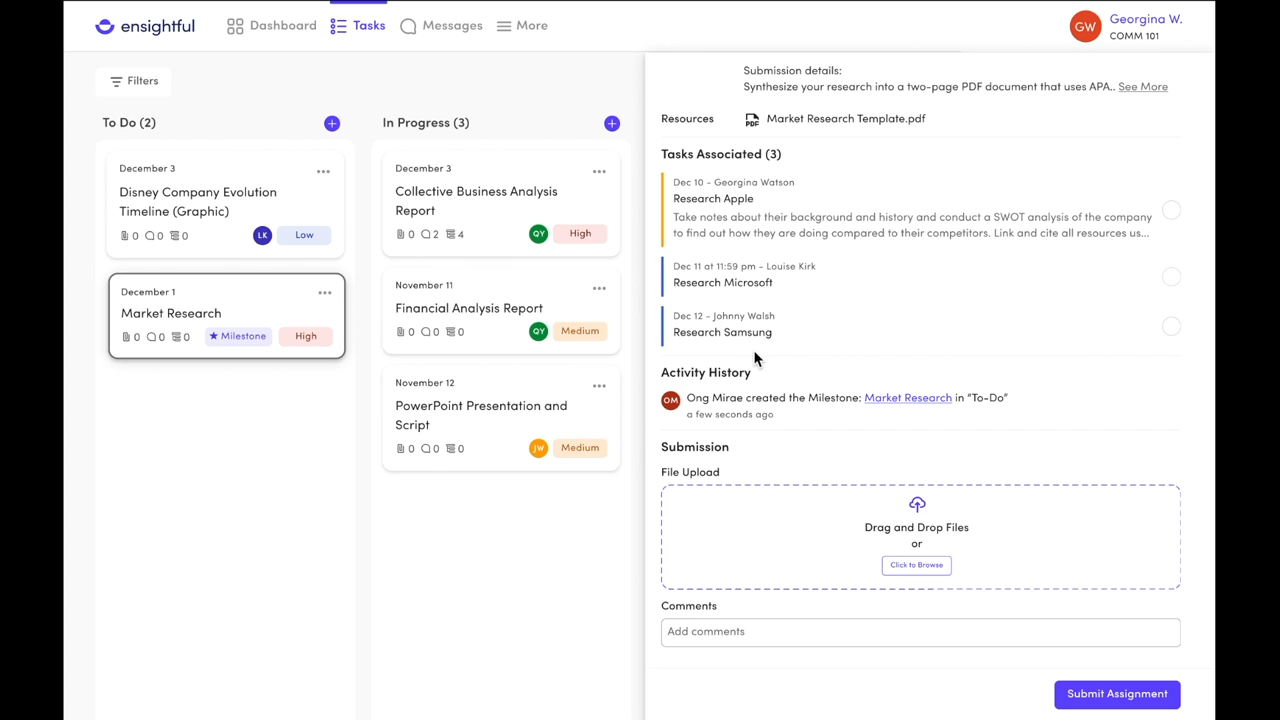 ensightful
Dashboard
Tasks
Messages
More
GW
Georgina W.
COMM 101
Filters
To Do (2)
December 3
Disney Company Evolution
Timeline (Graphic)
0 0 0
LK
Low
December 1
Market Research
0 0 0
Milestone
High
In Progress (3)
December 3
Collective Business Analysis
Report
0 2 4
QY
High
November 11
Financial Analysis Report
0 0 0
QY
Medium
November 12
PowerPoint Presentation and
Script
0 0 0
JW
Medium
Submission details:
Synthesize your research into a two-page PDF document that uses APA.. See More
Resources
PDF
Market Research Template.pdf
Tasks Associated (3)
Dec 10 - Georgina Watson
Research Apple
Take notes about their background and history and conduct a SWOT analysis of the company
to find out how they are doing compared to their competitors. Link and cite all resources us...
Dec 11 at 11:59 pm - Louise Kirk
Research Microsoft
Dec 12 - Johnny Walsh
Research Samsung
Activity History
OM
Ong Mirae created the Milestone: Market Research in “To-Do”
a few seconds ago
Submission
File Upload
Drag and Drop Files
or
Click to Browse
Comments
Add comments
Submit Assignment